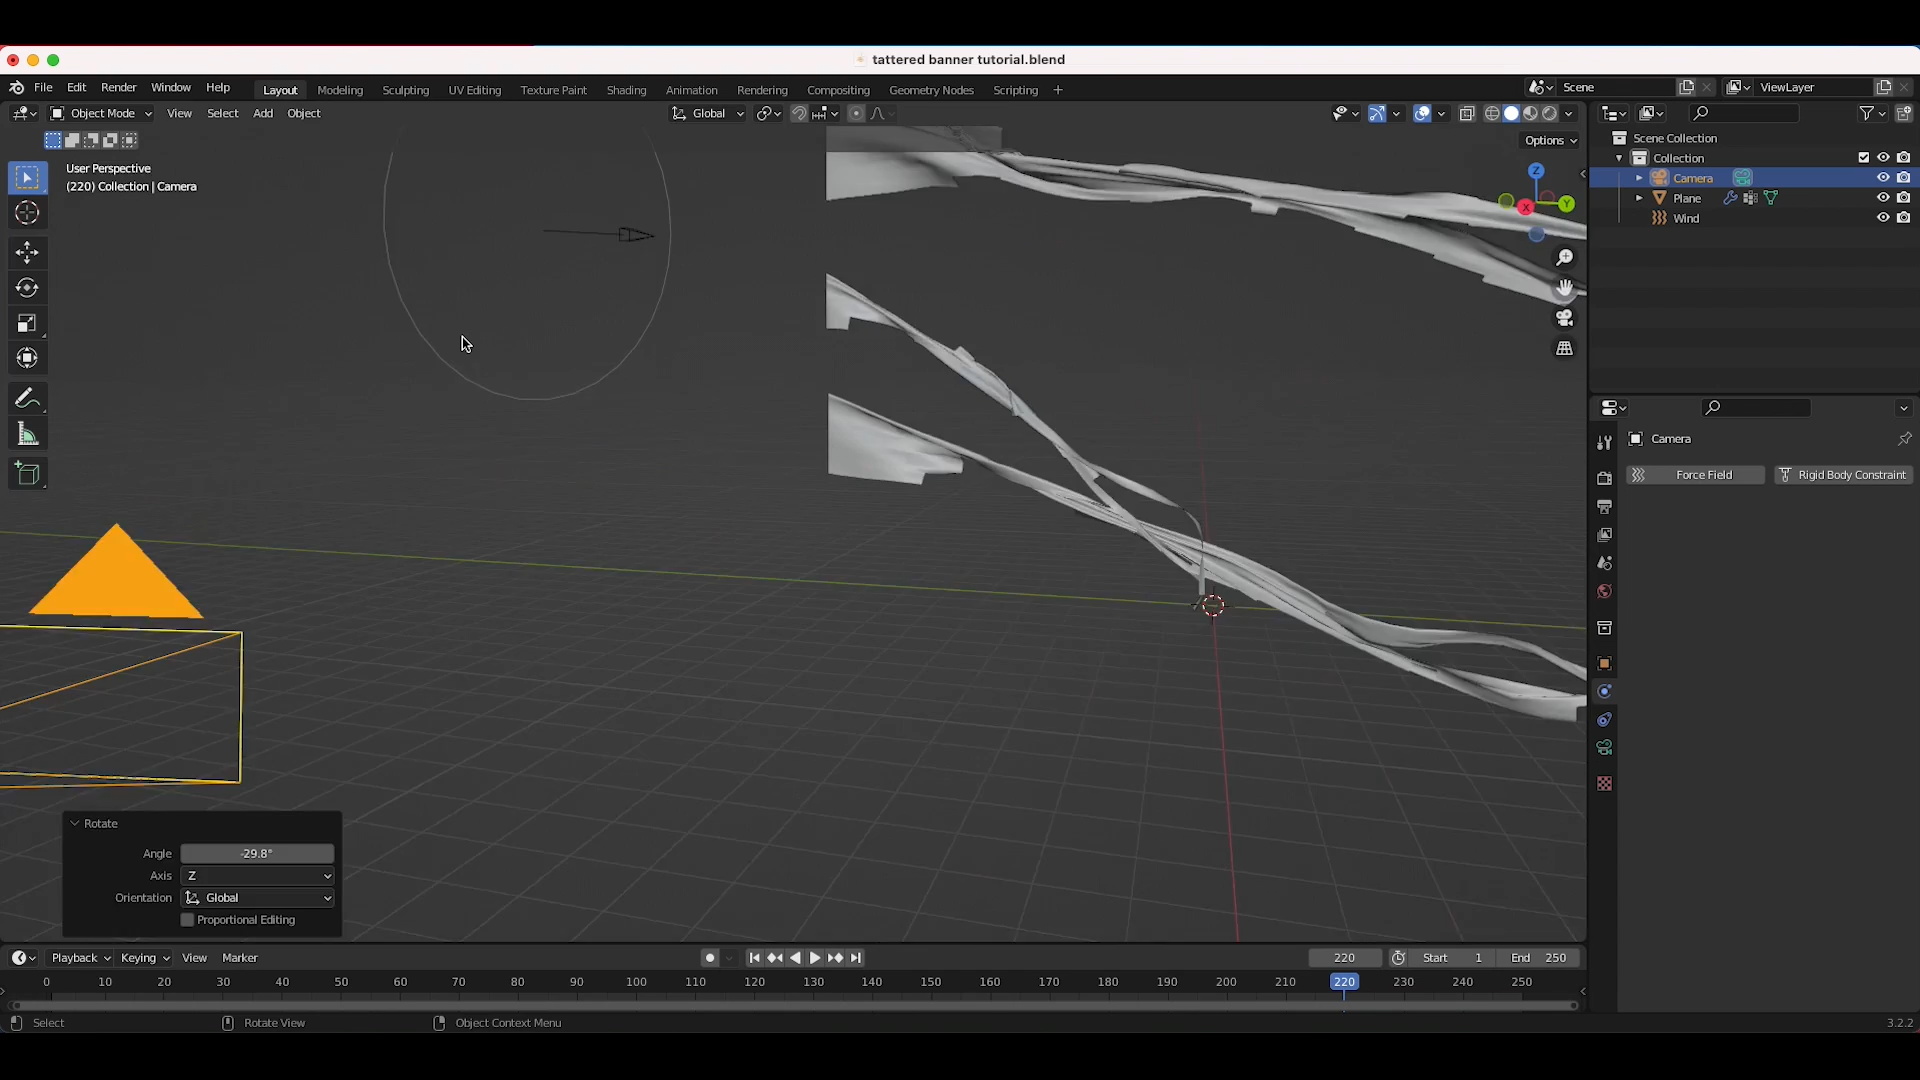 tattered banner tutorial.blend
File Edit Render Window Help Layout Modeling Sculpting UV Editing Texture Paint Shading Animation Rendering Compositing Geometry Nodes Scripting + Scene ViewLayer
Object Mode View Select Add Object Global
Options
User Perspective
(220) Collection | Camera
Z
Y
X
Scene Collection
Collection
Camera
Plane
Wind
Camera
Force Field Rigid Body Constraint
Rotate
Angle -29.8°
Axis Z
Orientation Global
Proportional Editing
Playback Keying View Marker 220 Start 1 End 250
0 10 20 30 40 50 60 70 80 90 100 110 120 130 140 150 160 170 180 190 200 210 220 230 240 250
Select Rotate View Object Context Menu 3.2.2